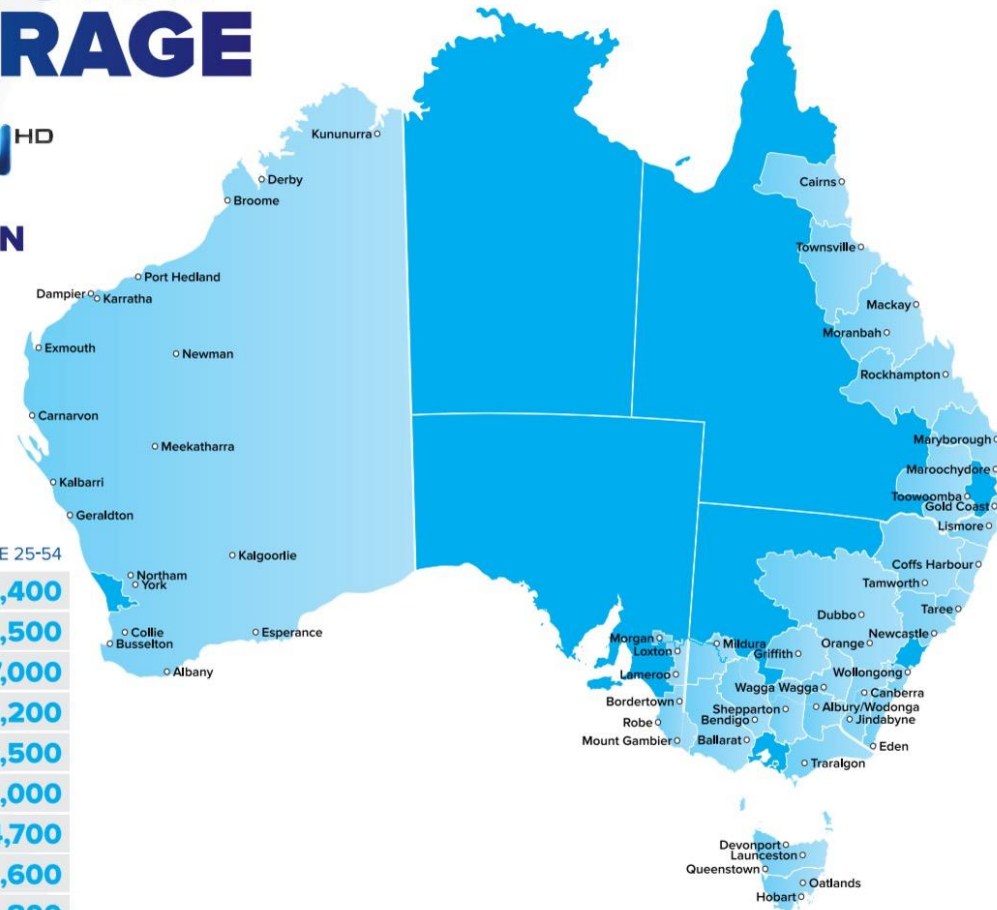 RAGE
HD
N
E 25-54
,400
,500
7,000
,200
,500
,000
4,700
,600
Kununurra
Derby
Broome
Port Hedland
Dampier
Karratha
Exmouth
Newman
Carnarvon
Meekatharra
Kalbarri
Geraldton
Kalgoorlie
Northam
York
Collie
Busselton
Esperance
Albany
Cairns
Townsville
Mackay
Moranbah
Rockhampton
Maryborough
Maroochydore
Toowoomba
Gold Coast
Lismore
Coffs Harbour
Tamworth
Taree
Dubbo
Newcastle
Orange
Morgan
Mildura
Loxton
Griffith
Wollongong
Lameroo
Wagga Wagga
Canberra
Bordertown
Shepparton
Albury/Wodonga
Robe
Bendigo
Jindabyne
Mount Gambier
Ballarat
Eden
Traralgon
Devonport
Launceston
Queenstown
Oatlands
Hobart